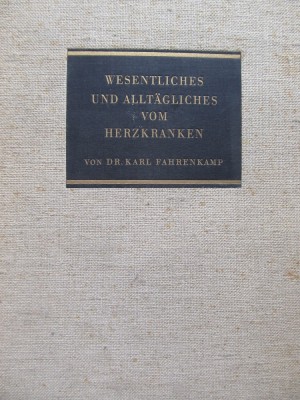 WESENTLICHES
UND ALLTÄGLICHES
VOM
HERZKRANKEN
VON DR. KARL FAHRENKAMP